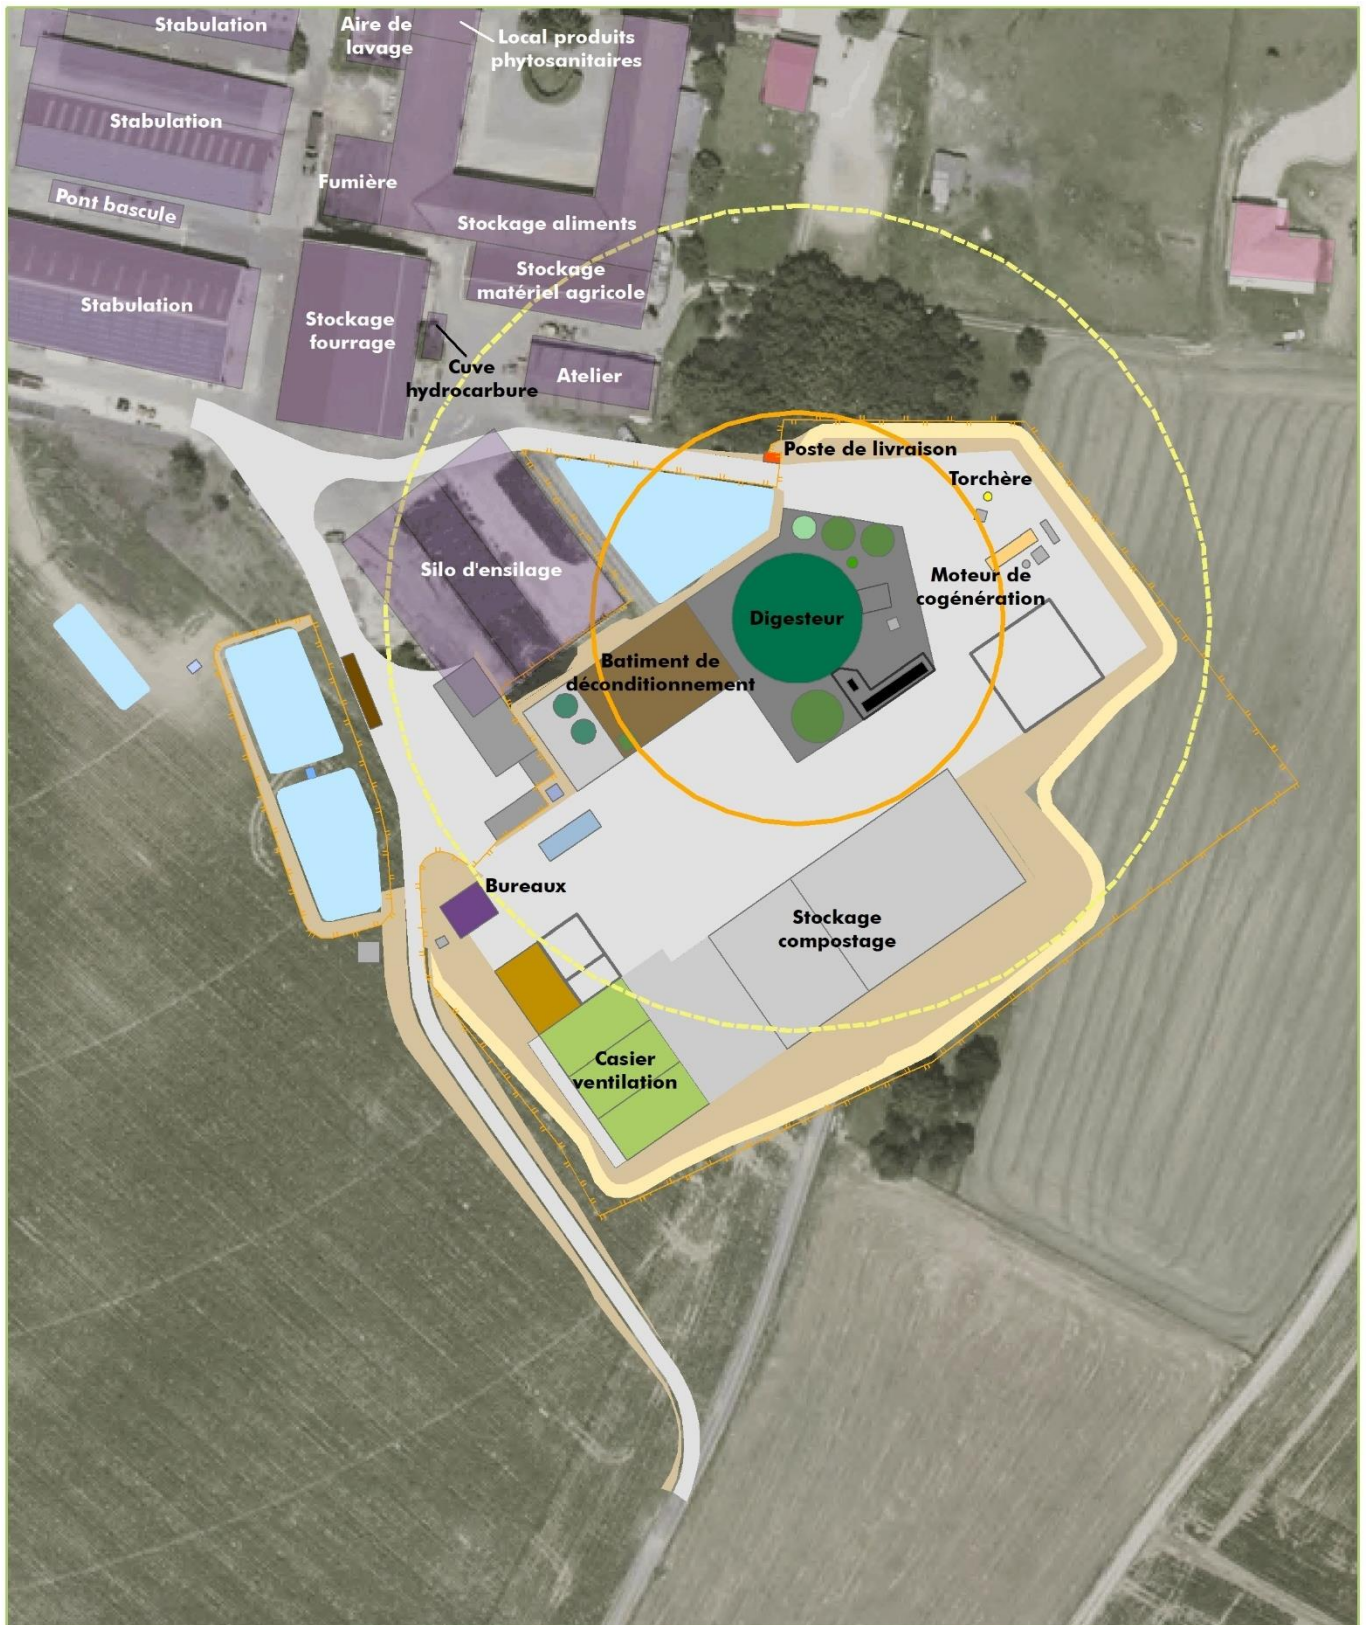 Stabulation
Aire de
lavage
Local produits
phytosanitaires
Stabulation
Fumière
Pont bascule
Stockage aliments
Stockage
matériel agricole
Stabulation
Stockage
fourrage
Cuve
hydrocarbure
Atelier
Poste de livraison
Torchère
Silo d'ensilage
Moteur de
cogénération
Digesteur
Batiment de
déconditionnement
Bureaux
Stockage
compostage
Casier
ventilation